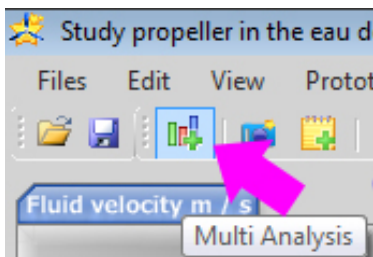 Study propeller in the eau d
Files Edit View Protot
Fluid velocity m / s
Multi Analysis